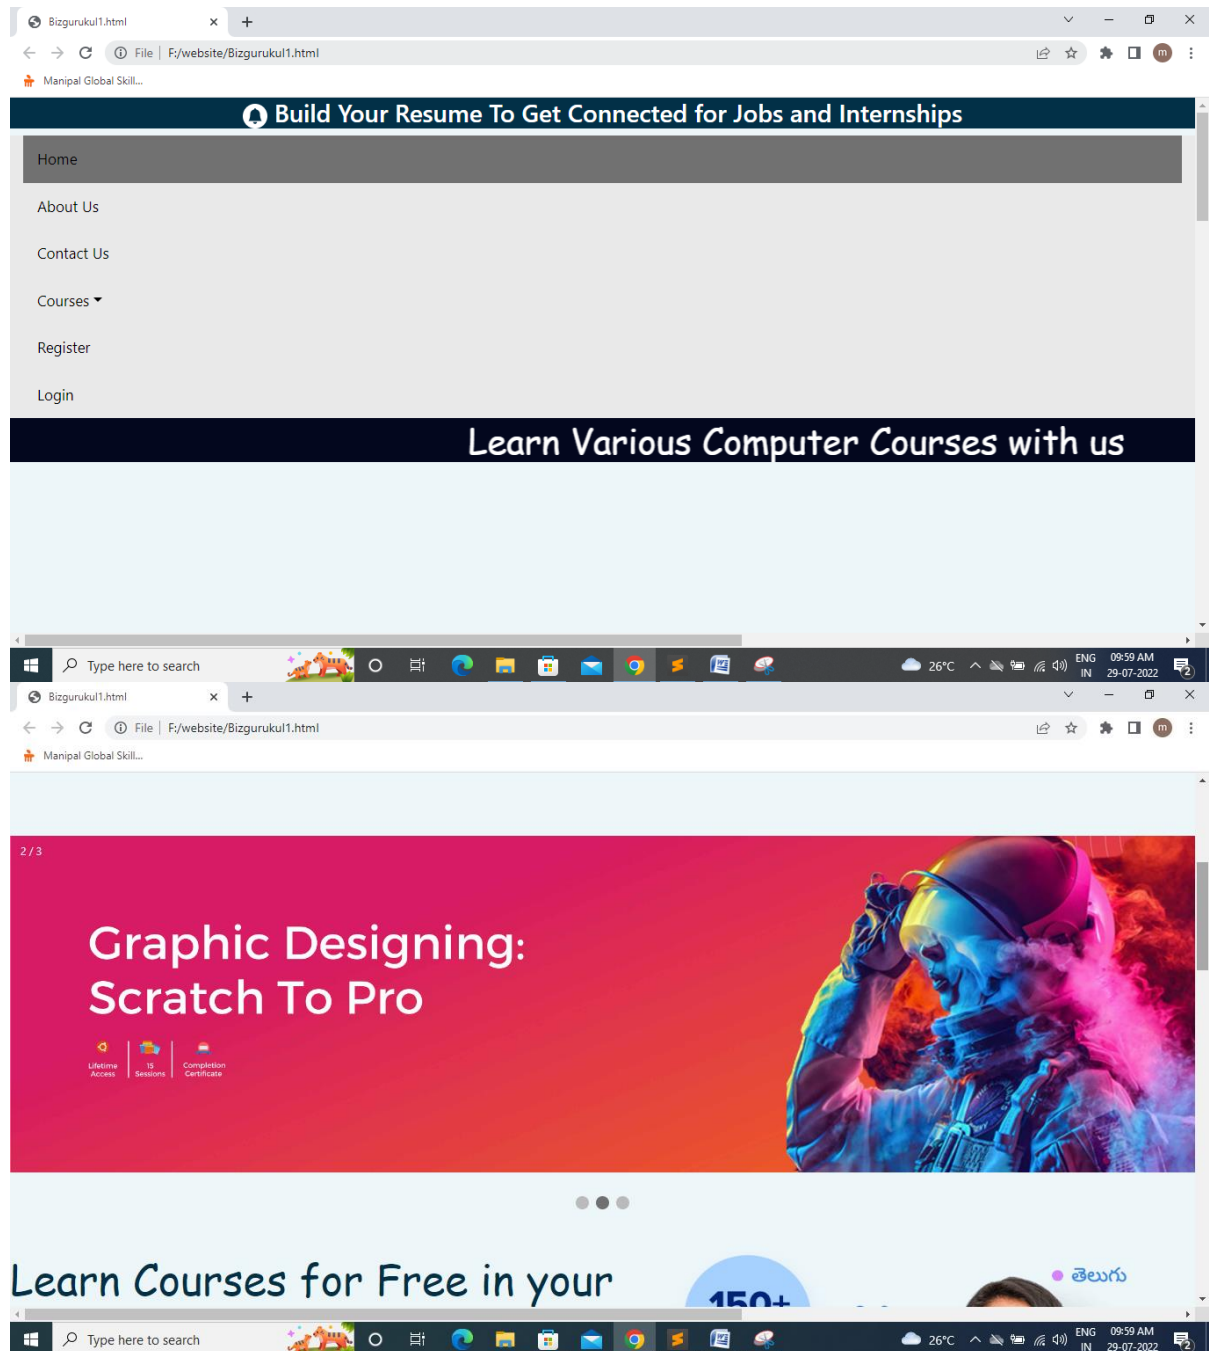 Bizgurukul1.html
File F:/website/Bizgurukul1.html
m
Manipal Global Skill...
Build Your Resume To Get Connected for Jobs and Internships
Home
About Us
Contact Us
Courses
Register
Login
Learn Various Computer Courses with us
Type here to search
26°C
ENG
IN
09:59 AM
29-07-2022
2
Bizgurukul1.html
File F:/website/Bizgurukul1.html
m
Manipal Global Skill...
2 / 3
Graphic Designing:
Scratch To Pro
Lifetime
Access
15
Sessions
Completion
Certificate
Learn Courses for Free in your
150+
తెలుగు
Type here to search
26°C
ENG
IN
09:59 AM
29-07-2022
2